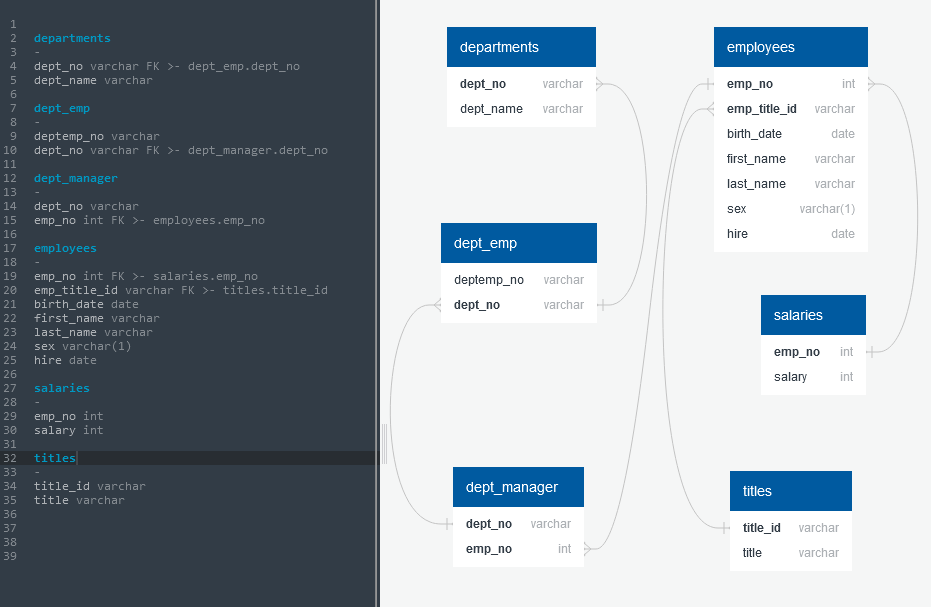 1
2 departments
3 -
4 dept_no varchar FK >- dept_emp.dept_no
5 dept_name varchar
6
7 dept_emp
8 -
9 deptemp_no varchar
10 dept_no varchar FK >- dept_manager.dept_no
11
12 dept_manager
13 -
14 dept_no varchar
15 emp_no int FK >- employees.emp_no
16
17 employees
18 -
19 emp_no int FK >- salaries.emp_no
20 emp_title_id varchar FK >- titles.title_id
21 birth_date date
22 first_name varchar
23 last_name varchar
24 sex varchar(1)
25 hire date
26
27 salaries
28 -
29 emp_no int
30 salary int
31
32 titles
33 -
34 title_id varchar
35 title varchar
36
37
38
39
departments
dept_no varchar
dept_name varchar
employees
emp_no int
emp_title_id varchar
birth_date date
first_name varchar
last_name varchar
sex varchar(1)
hire date
dept_emp
deptemp_no varchar
dept_no varchar
salaries
emp_no int
salary int
dept_manager
dept_no varchar
emp_no int
titles
title_id varchar
title varchar